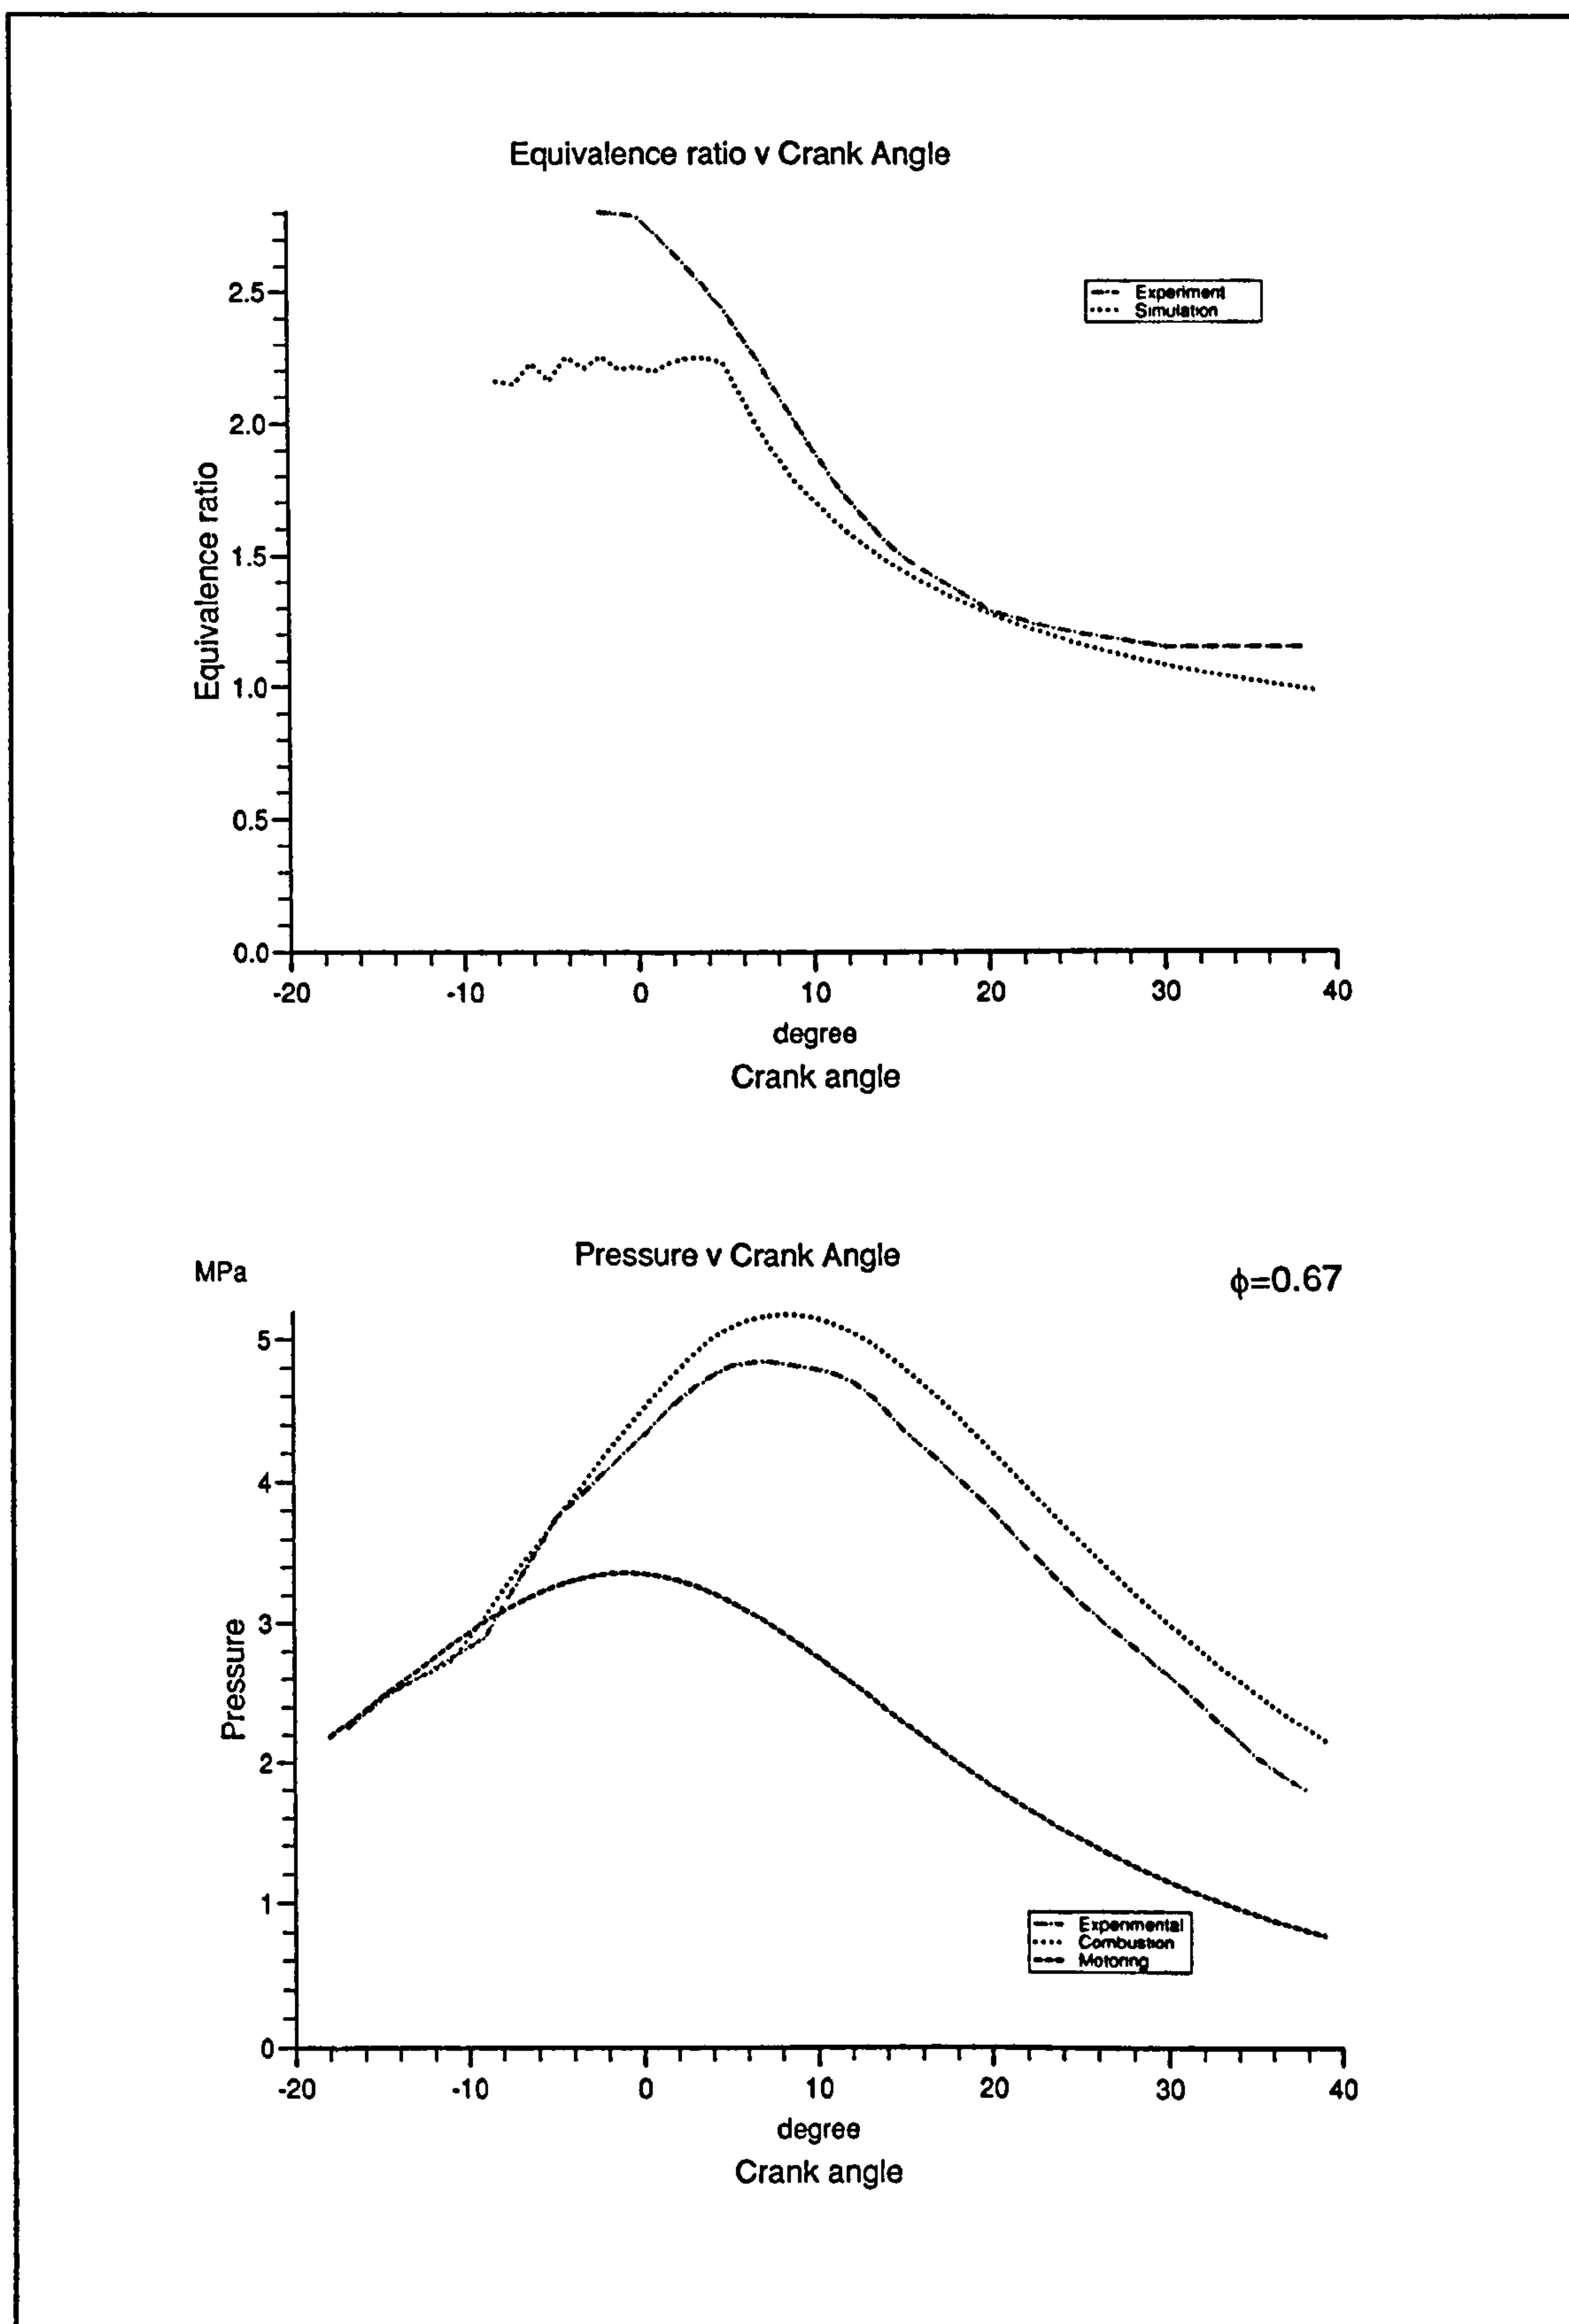 Equivalence ratio v Crank Angle
Experiment
Simulation
2.5
2.0
1.5
1.0
0.5
0.0
Equivalence ratio
-20 -10 0 10 20 30 40
degree
Crank angle
Pressure v Crank Angle
MPa
ϕ=0.67
5
4
3
2
1
0
Pressure
Experimental
Combustion
Motoring
-20 -10 0 10 20 30 40
degree
Crank angle